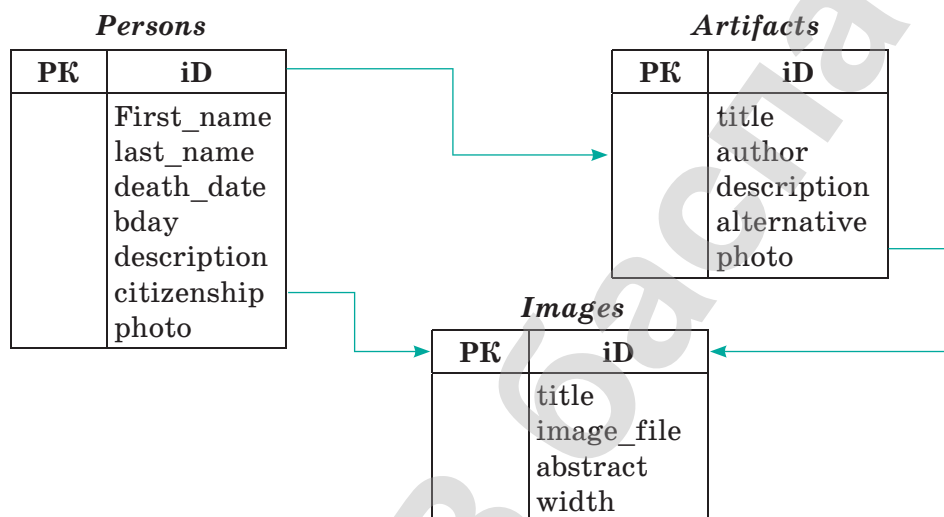 Persons
PK iD
First_name
last_name
death_date
bday
description
citizenship
photo
Artifacts
PK iD
title
author
description
alternative
photo
Images
PK iD
title
image_file
abstract
width
баспа